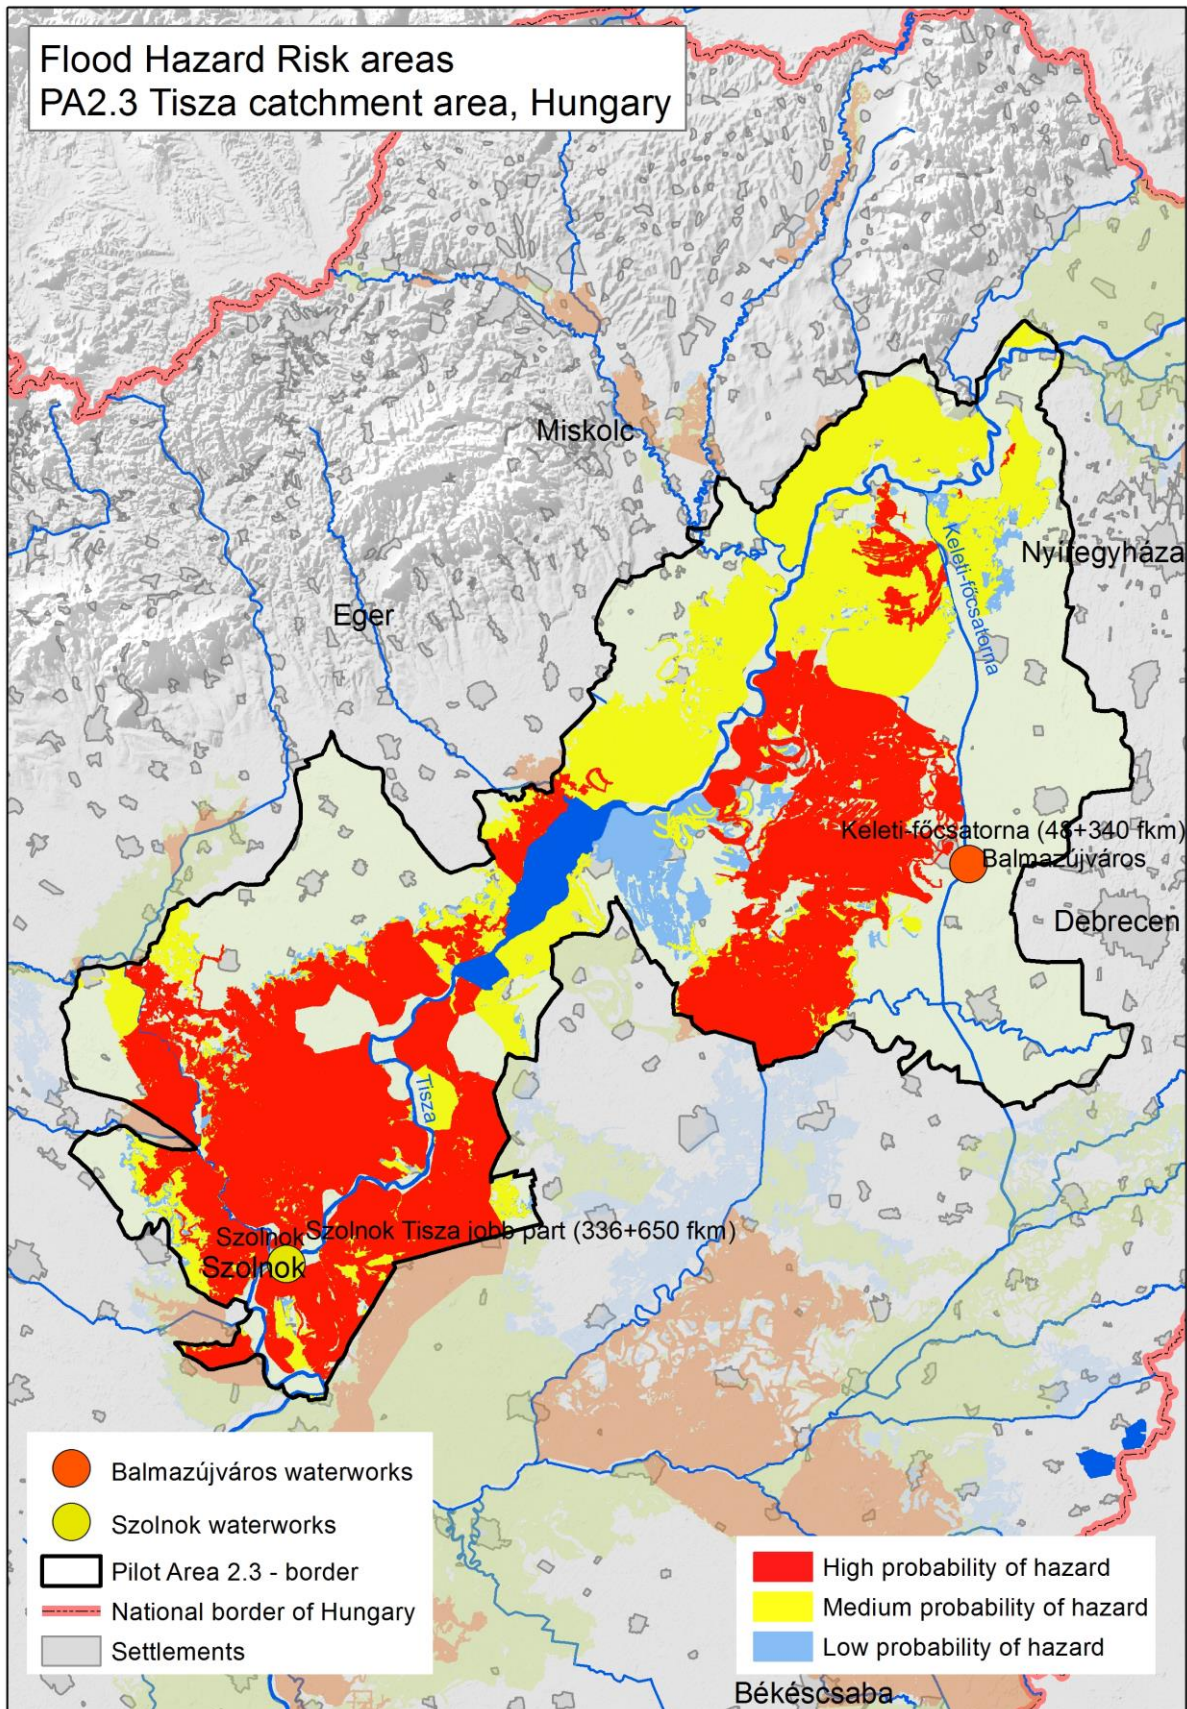 Flood Hazard Risk areas
PA2.3 Tisza catchment area, Hungary
Miskolc
Keleti-főcsatorna
Nyíregyháza
Eger
Keleti-főcsatorna (48+340 fkm)
Balmazújváros
Debrecen
Tisza
Szolnok
Szolnok Tisza jobb part (336+650 fkm)
Szolnok
Balmazújváros waterworks
Szolnok waterworks
Pilot Area 2.3 - border
National border of Hungary
Settlements
High probability of hazard
Medium probability of hazard
Low probability of hazard
Békéscsaba